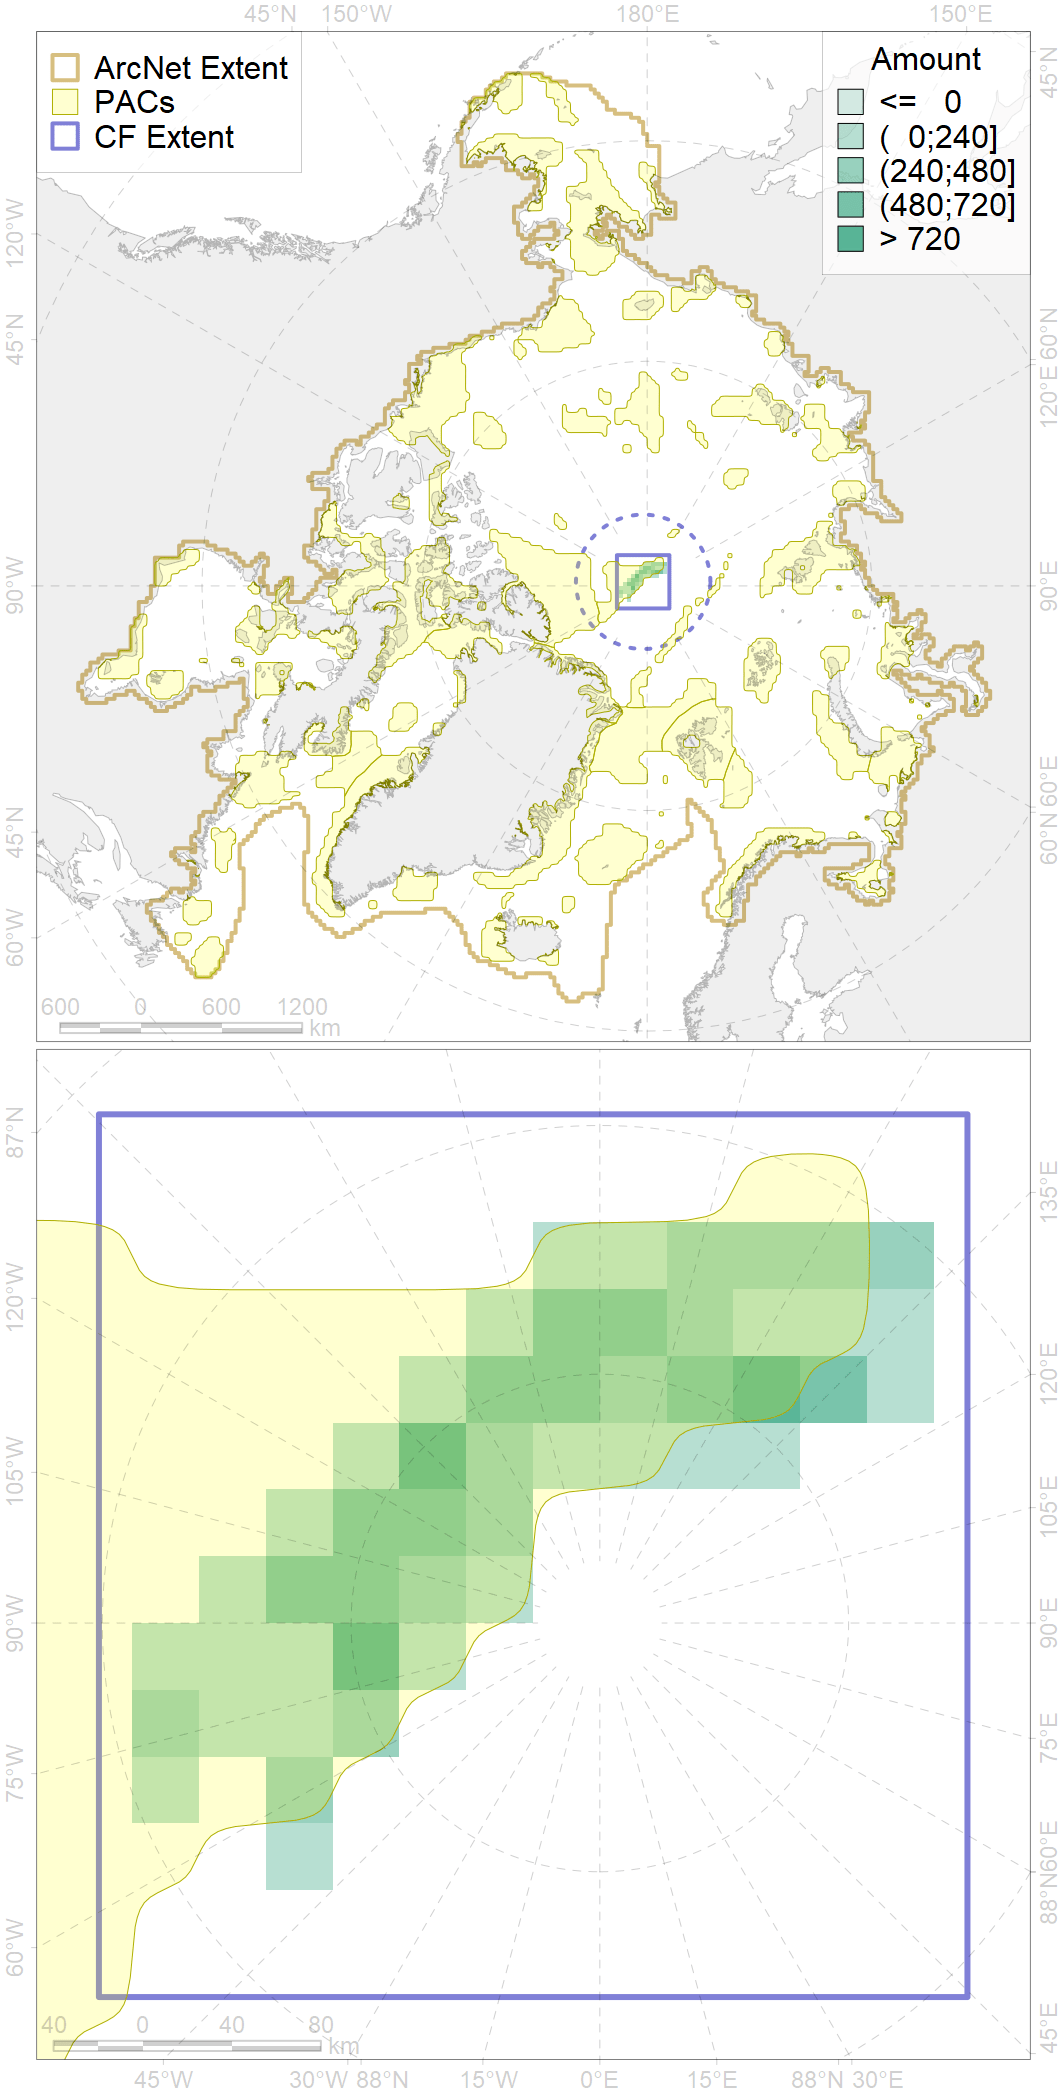 45°N 150°W 180°E 150°E
ArcNet Extent
PACs
CF Extent
Amount
<= 0
( 0;240]
(240;480]
(480;720]
> 720
45°N
120°W
45°N
90°W
45°N
60°W
60°N
120°E
90°E
60°E
60°N
600 0 600 1200
km
87°N
120°W
105°W
90°W
75°W
60°W
135°E
120°E
105°E
90°E
75°E
60°E
88°N
45°E
40 0 40 80
km
45°W 30°W 88°N 15°W 0°E 15°E 88°N 30°E